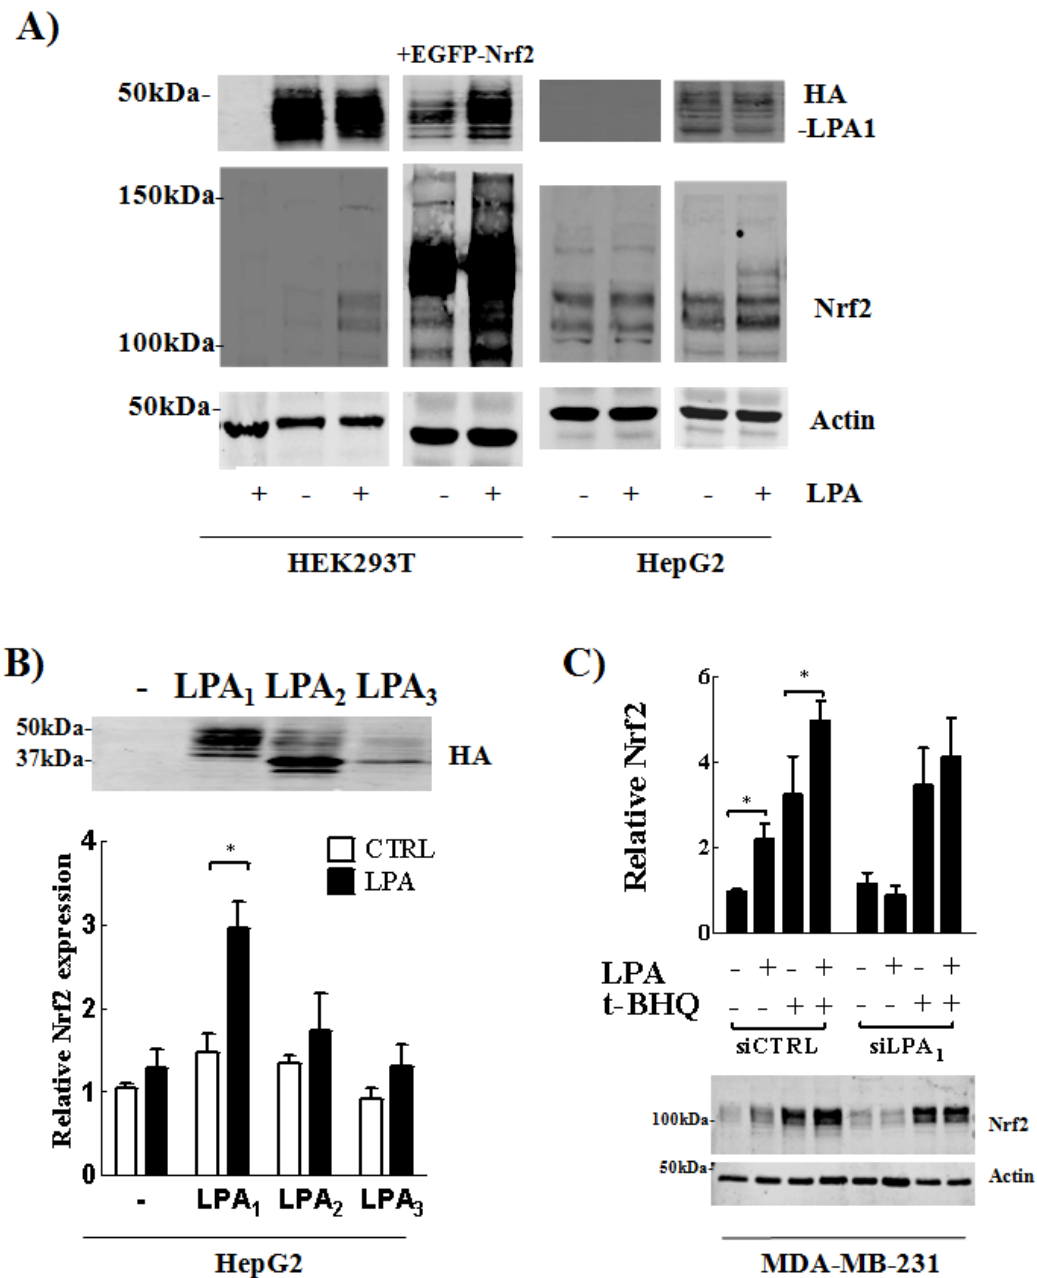 A)
+EGFP-Nrf2
50kDa-
HA
-LPA1
150kDa-
Nrf2
100kDa-
50kDa-
Actin
+ - + - + - + - + LPA
HEK293T HepG2
B)
- LPA1 LPA2 LPA3
50kDa-
37kDa-
HA
Relative Nrf2 expression
4
3
2
1
0
*
CTRL
LPA
- LPA1 LPA2 LPA3
HepG2
C)
Relative Nrf2
6
4
2
0
*
*
LPA - + - + - + - +
t-BHQ - - + + - - + +
siCTRL siLPA1
100kDa-
Nrf2
50kDa-
Actin
MDA-MB-231